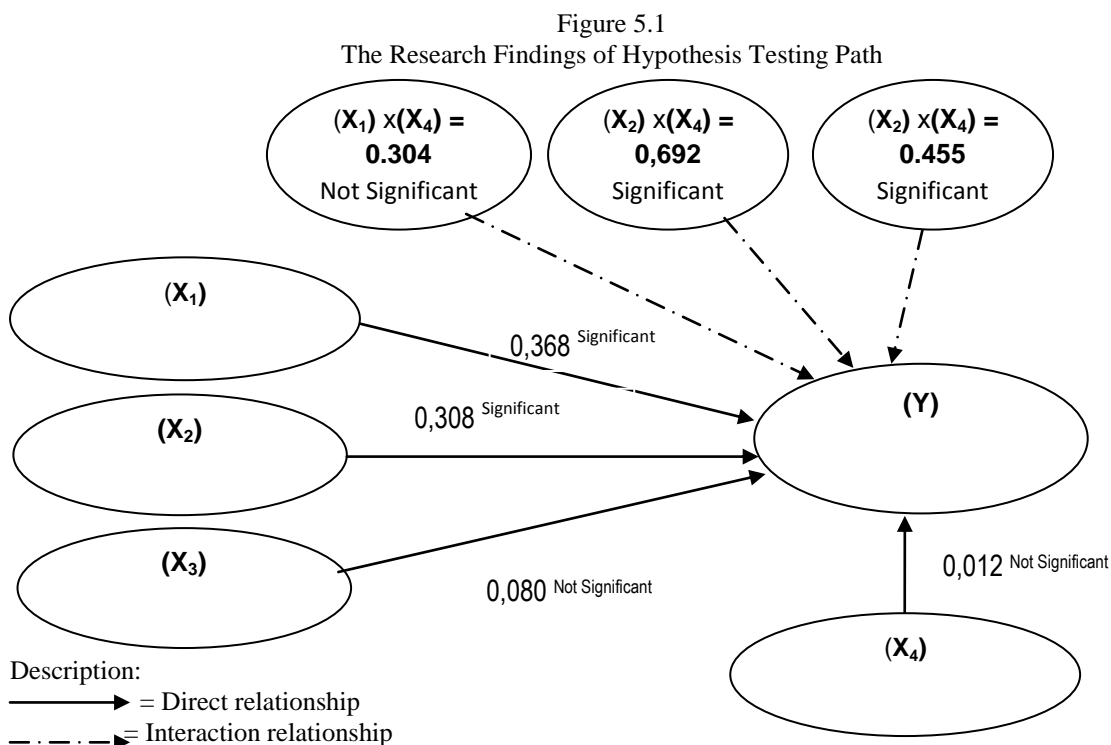 Figure 5.1
The Research Findings of Hypothesis Testing Path
(X₁) x(X₄) =
0.304
Not Significant
(X₂) x(X₄) =
0,692
Significant
(X₂) x(X₄) =
0.455
Significant
(X₁)
0,368 Significant
(X₂)
0,308 Significant
(Y)
(X₃)
0,080 Not Significant
0,012 Not Significant
(X₄)
Description:
= Direct relationship
= Interaction relationship